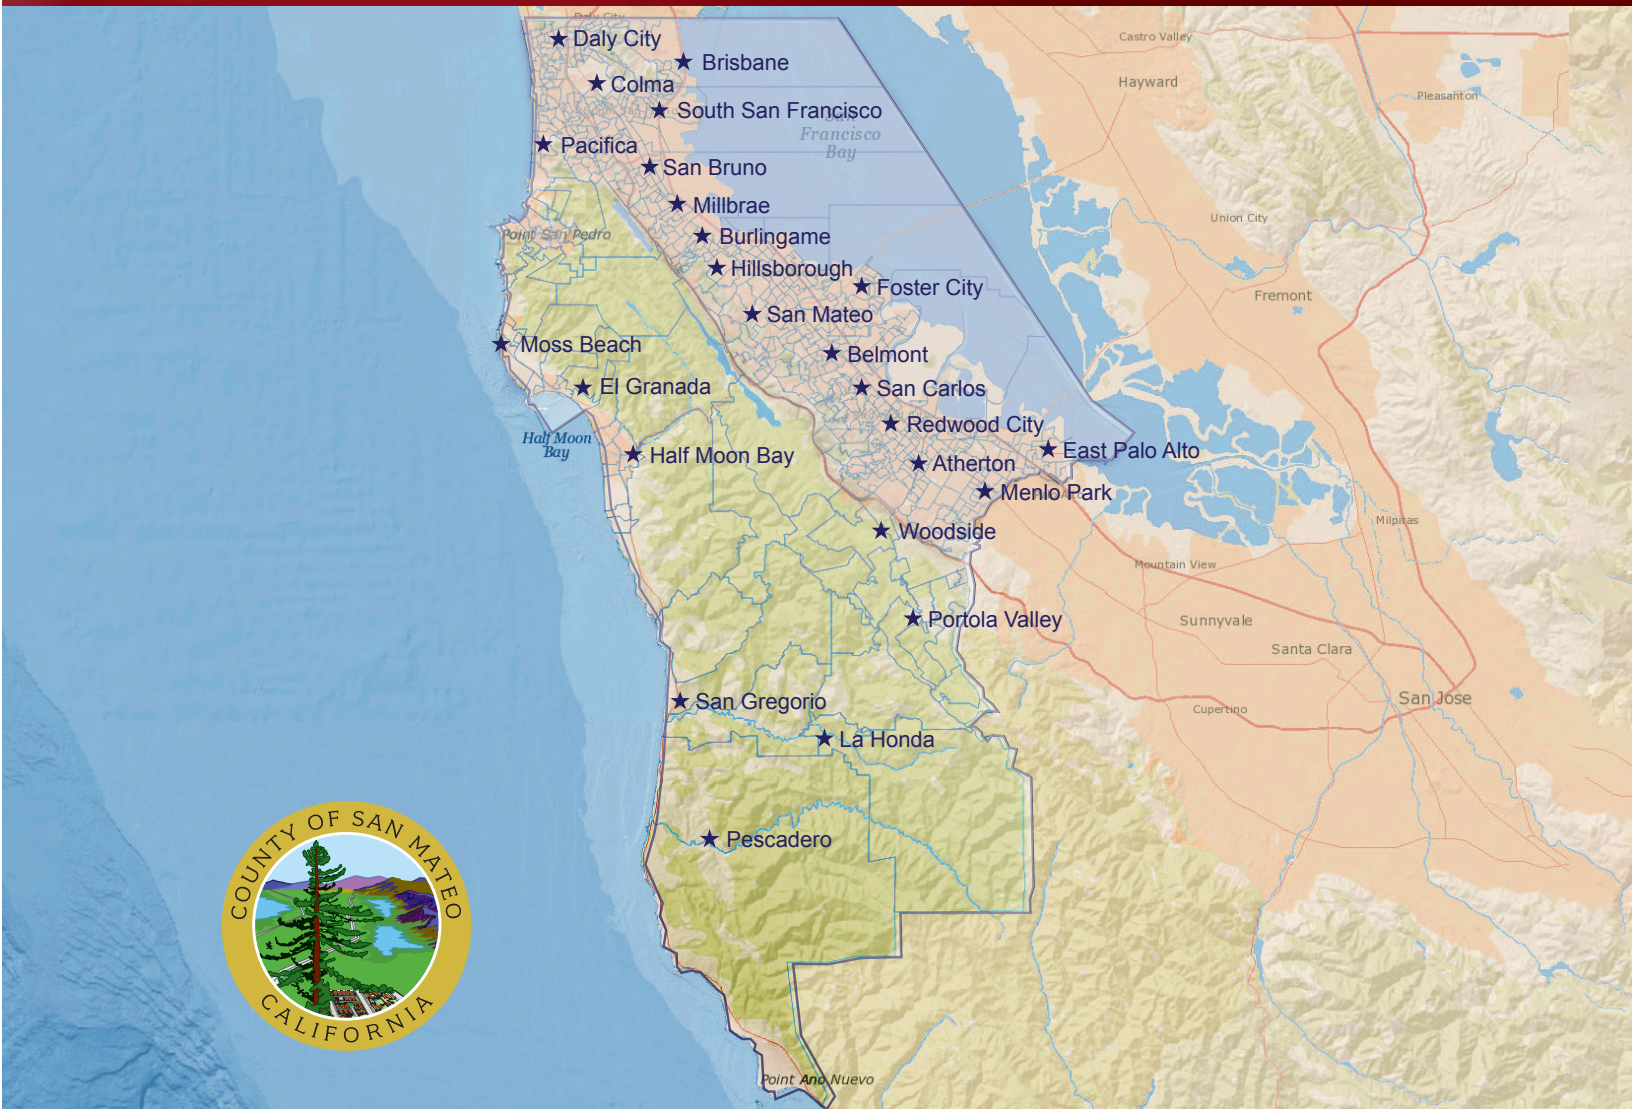 Daly City
Daly City
Brisbane
Colma
South San Francisco
San
Francisco
Bay
Pacifica
San Bruno
Millbrae
Burlingame
Point San Pedro
Hillsborough
Foster City
San Mateo
Moss Beach
Belmont
El Granada
San Carlos
Redwood City
Half Moon
Bay
Half Moon Bay
East Palo Alto
Atherton
Menlo Park
Woodside
Portola Valley
San Gregorio
La Honda
Pescadero
Point Ano Nuevo
Castro Valley
Hayward
Pleasanton
Union City
Fremont
Milpitas
Mountain View
Sunnyvale
Santa Clara
San Jose
Cupertino
COUNTY OF SAN MATEO
CALIFORNIA